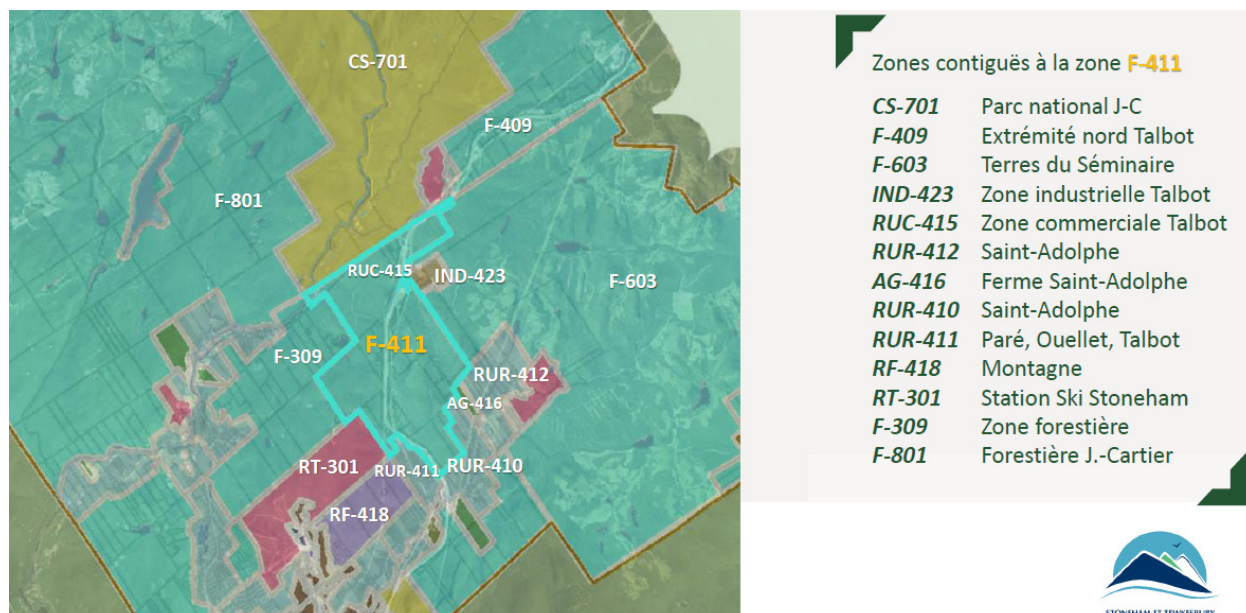 CS-701
F-409
F-801
RUC-415
IND-423
F-603
F-309
F-411
RUR-412
AG-416
RT-301
RUR-411
RUR-410
RF-418
Zones contiguës à la zone F-411
CS-701 Parc national J-C
F-409 Extrémité nord Talbot
F-603 Terres du Séminaire
IND-423 Zone industrielle Talbot
RUC-415 Zone commerciale Talbot
RUR-412 Saint-Adolphe
AG-416 Ferme Saint-Adolphe
RUR-410 Saint-Adolphe
RUR-411 Paré, Ouellet, Talbot
RF-418 Montagne
RT-301 Station Ski Stoneham
F-309 Zone forestière
F-801 Forestière J.-Cartier
STONEHAM ET TEWKESBURY